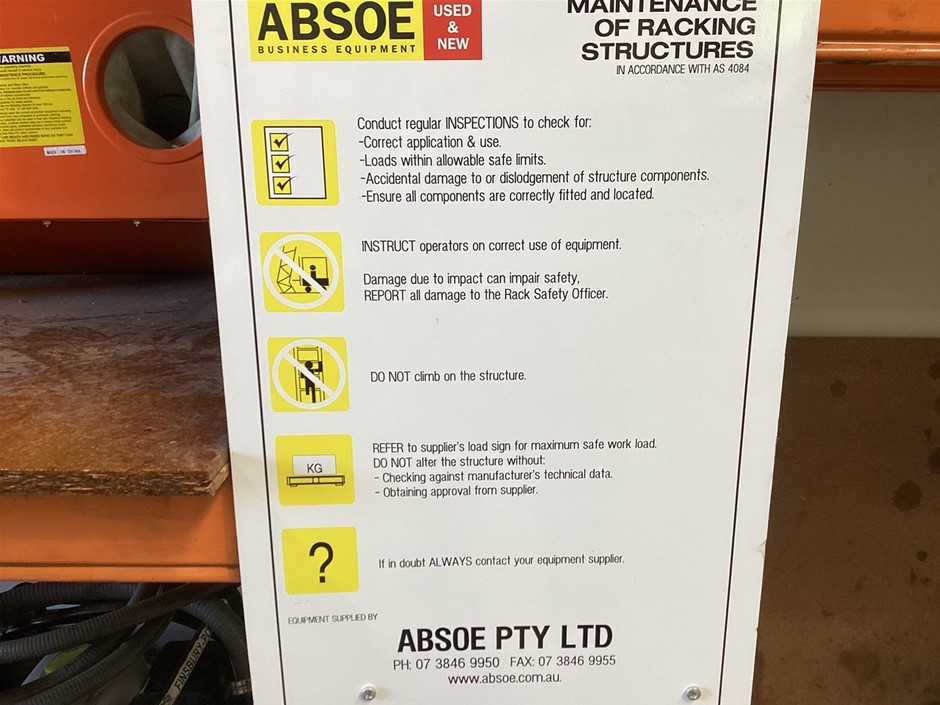 ABSOE
BUSINESS EQUIPMENT
USED
&
NEW
MAINTENANCE
OF RACKING
STRUCTURES
IN ACCORDANCE WITH AS 4084
WARNING
MADE IN CHINA
Conduct regular INSPECTIONS to check for:
-Correct application & use.
-Loads within allowable safe limits.
-Accidental damage to or dislodgement of structure components.
-Ensure all components are correctly fitted and located.
INSTRUCT operators on correct use of equipment.
Damage due to impact can impair safety,
REPORT all damage to the Rack Safety Officer.
DO NOT climb on the structure.
KG
REFER to supplier's load sign for maximum safe work load.
DO NOT alter the structure without:
- Checking against manufacturer's technical data.
- Obtaining approval from supplier.
?
If in doubt ALWAYS contact your equipment supplier.
EQUIPMENT SUPPLIED BY
ABSOE PTY LTD
PH: 07 3846 9950 FAX: 07 3846 9955
www.absoe.com.au.
FINSBURY